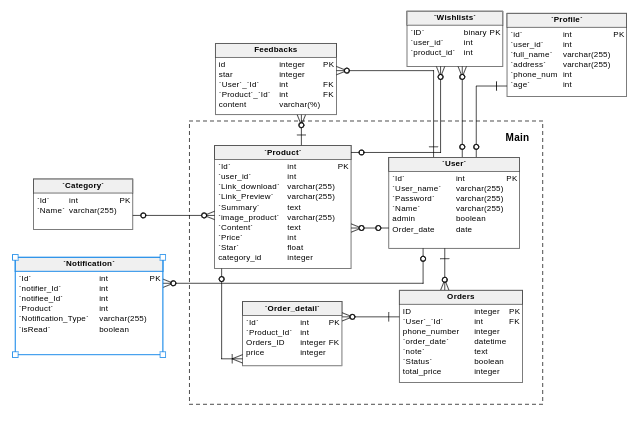 `Wishlists`
`ID` binary PK
`user_id` int
`product_id` int
`Profile`
`id` int PK
`user_id` int
`full_name` varchar(255)
`address` varchar(255)
`phone_num int
`age` int
Feedbacks
id integer PK
star integer
`User`_`Id` int FK
`Product`_`Id` int FK
content varchar(%)
Main
`Product`
`Id` int PK
`user_id` int
`Link_download` varchar(255)
`Link_Preview` varchar(255)
`Summary` text
`image_product` varchar(255)
`Content` text
`Price` int
`Star` float
category_id integer
`User`
`Id` int PK
`User_name` varchar(255)
`Password` varchar(255)
`Name` varchar(255)
admin boolean
Order_date date
`Category`
`Id` int PK
`Name` varchar(255)
`Notification`
`Id` int PK
`notifier_Id` int
`notifiee_Id` int
`Product` int
`Notification_Type` varchar(255)
`isRead` boolean
`Order_detail`
`Id` int PK
`Product_Id` int
Orders_ID integer FK
price integer
Orders
ID integer PK
`User`_`Id` int FK
phone_number integer
`order_date` datetime
`note` text
`Status` boolean
total_price integer